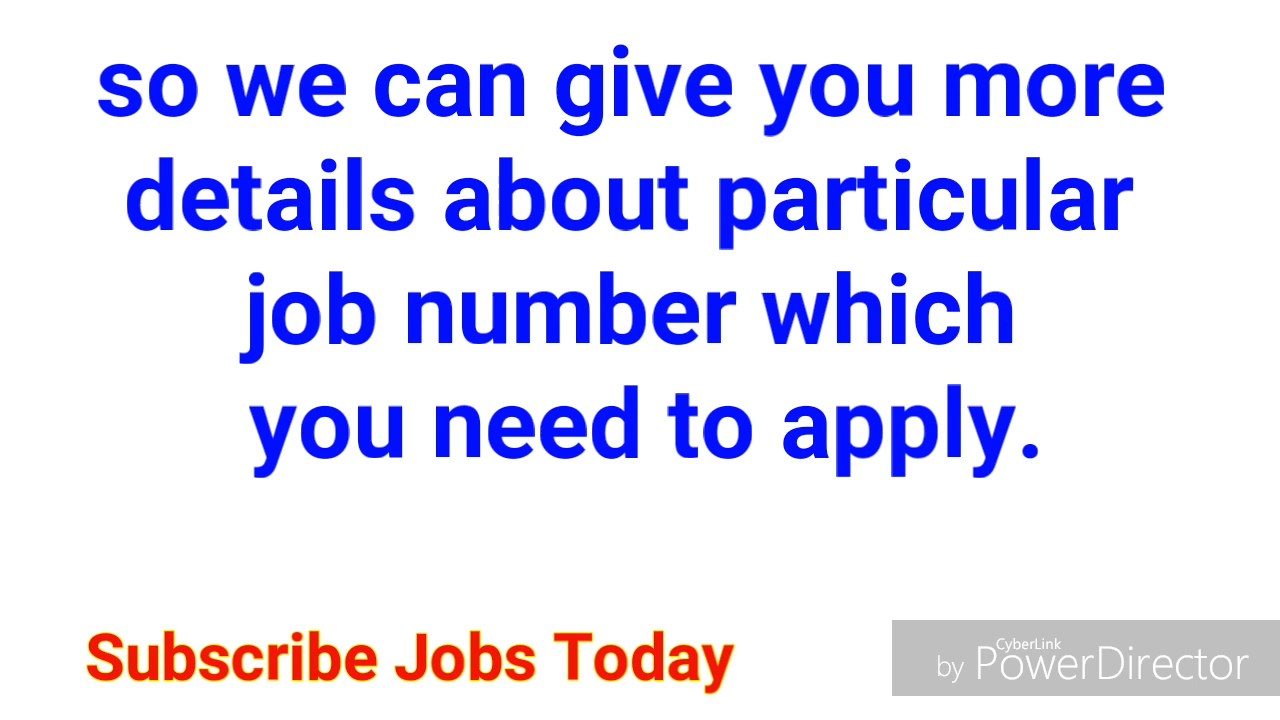 so we can give you more
details about particular
job number which
you need to apply.
Subscribe Jobs Today
CyberLink
by PowerDirector